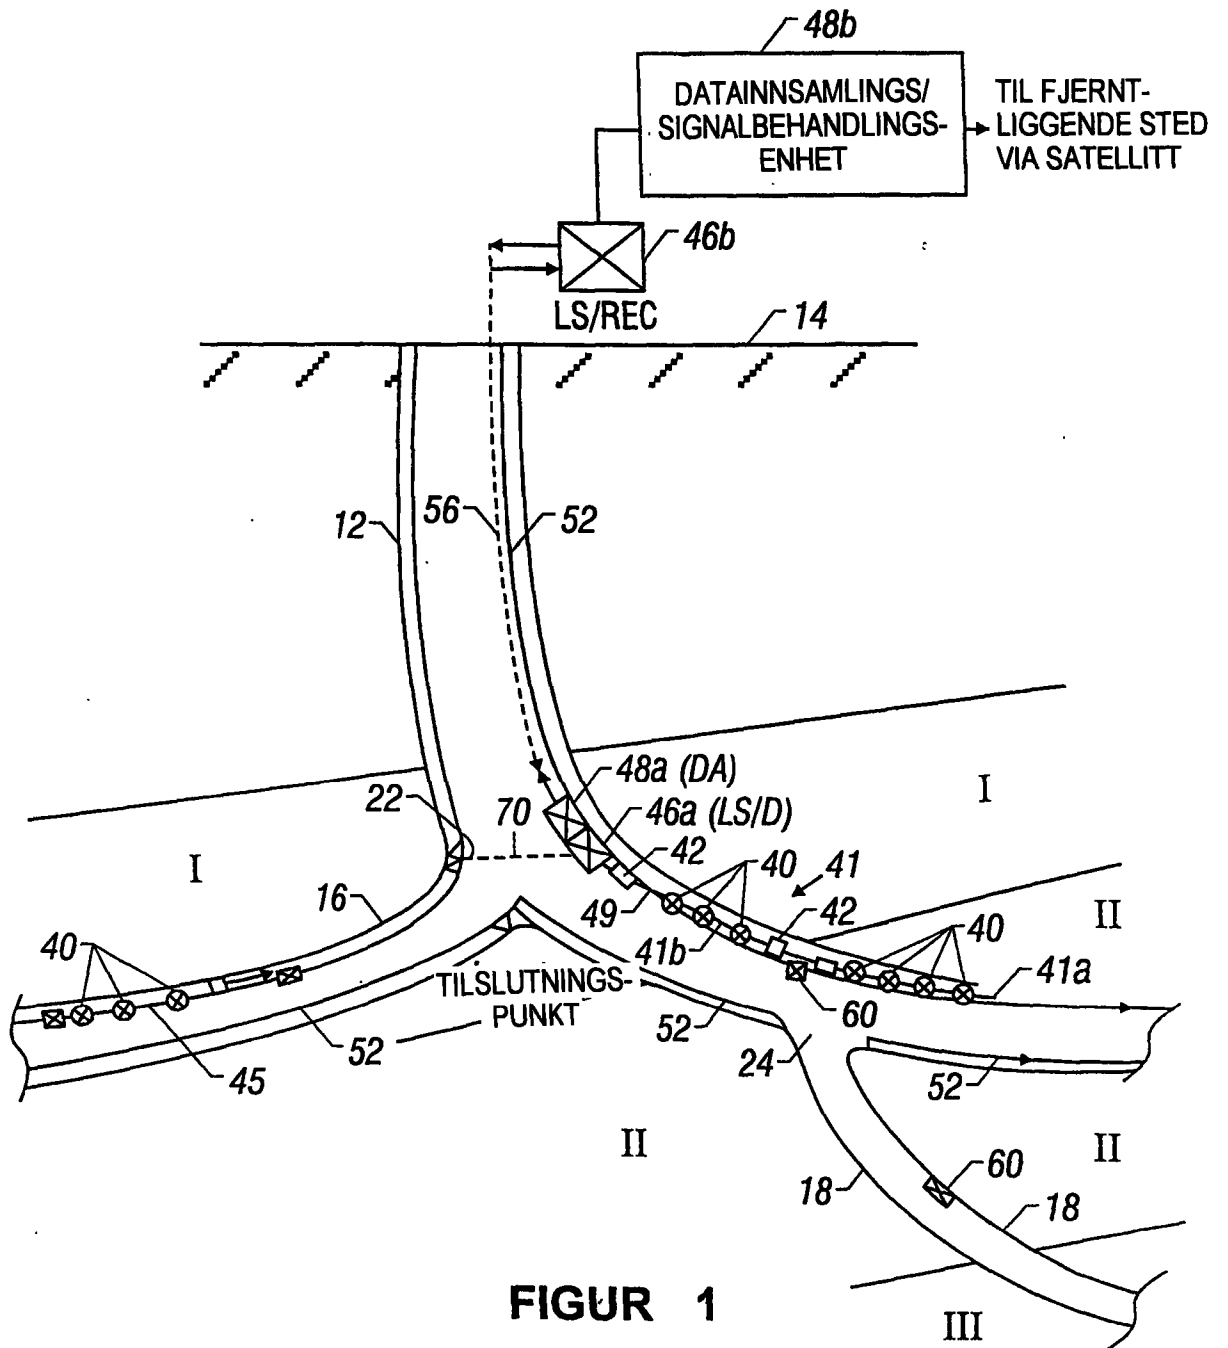 48b
DATAINNSAMLINGS/
SIGNALBEHANDLINGS-
ENHET
TIL FJERNT-
LIGGENDE STED
VIA SATELLITT
46b
LS/REC
14
12
56
52
48a (DA)
46a (LS/D)
I
22
70
42
40
41
I
16
49
42
II
40
41b
40
41a
TILSLUTNINGS-
PUNKT
60
52
52
24
45
52
II
II
60
18
18
FIGUR 1
III